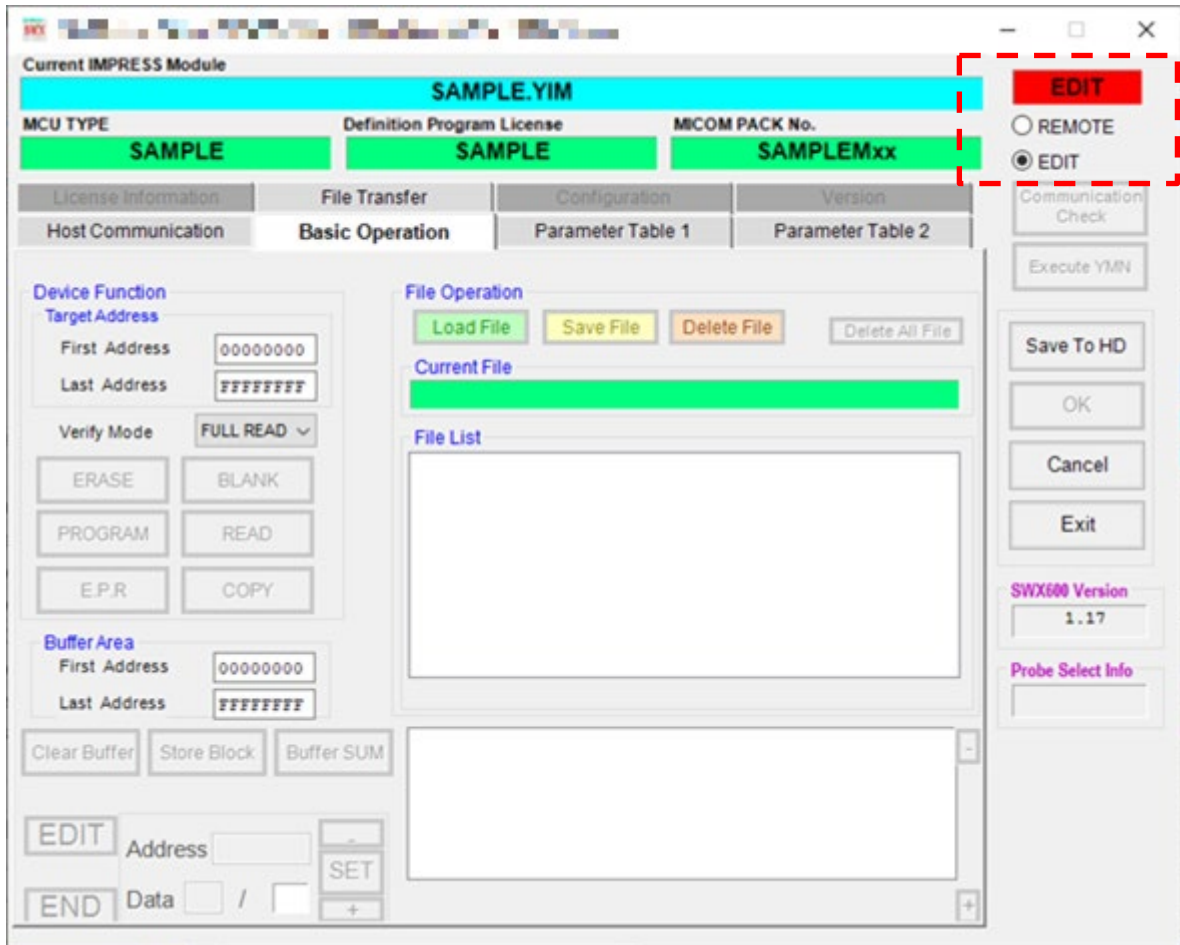 Current IMPRESS Module
SAMPLE.YIM
EDIT
MCU TYPE
Definition Program License
MICOM PACK No.
REMOTE
SAMPLE
SAMPLE
SAMPLEMxx
EDIT
License Information
File Transfer
Configuration
Version
Communication
Check
Host Communication
Basic Operation
Parameter Table 1
Parameter Table 2
Execute YMN
Device Function
Target Address
First Address
00000000
Last Address
FFFFFFFF
Verify Mode
FULL READ
ERASE
BLANK
PROGRAM
READ
E.P.R
COPY
Buffer Area
First Address
00000000
Last Address
FFFFFFFF
Clear Buffer
Store Block
Buffer SUM
EDIT
Address
-
SET
END
Data
/
+
File Operation
Load File
Save File
Delete File
Delete All File
Current File
File List
-
+
Save To HD
OK
Cancel
Exit
SWX600 Version
1.17
Probe Select Info